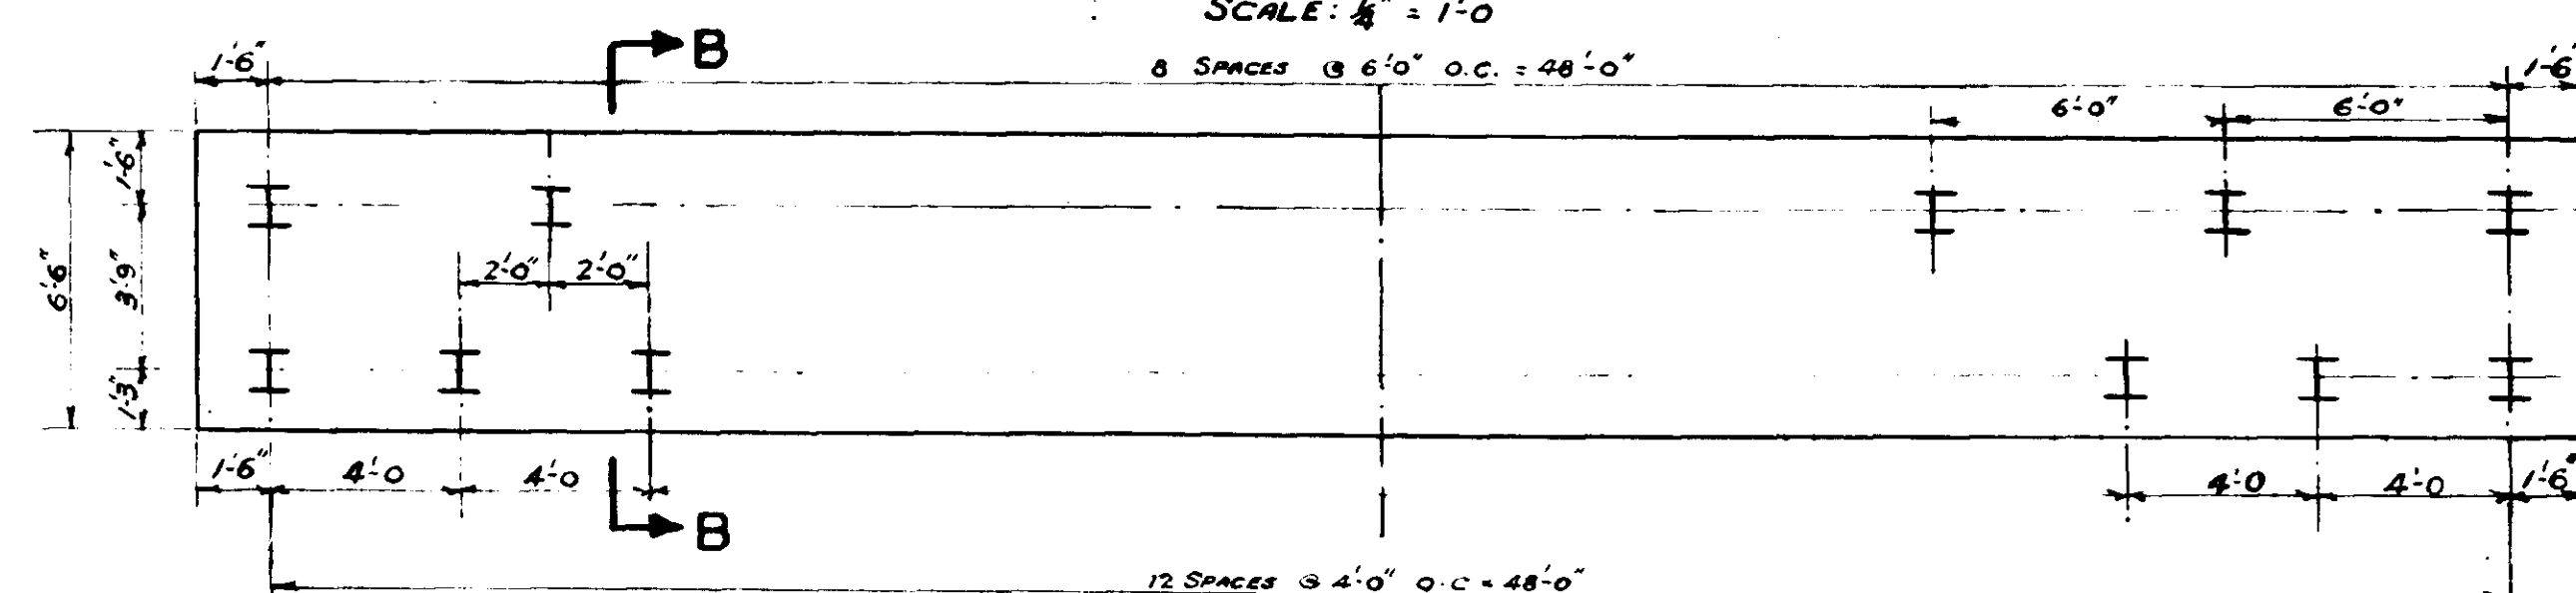 SCALE: ¼" = 1'-0
B
1'-6" 8 SPACES @ 6'-0" O.C. = 48'-0" 1'-6"
6'-0" 6'-0"
1'-6"
2'-0" 2'-0"
6'-6" 3'-9"
1'-3"
1'-6" 4'-0 4'-0 4'-0 4'-0 1'-6"
B
12 SPACES @ 4'-0" O.C = 48'-0"